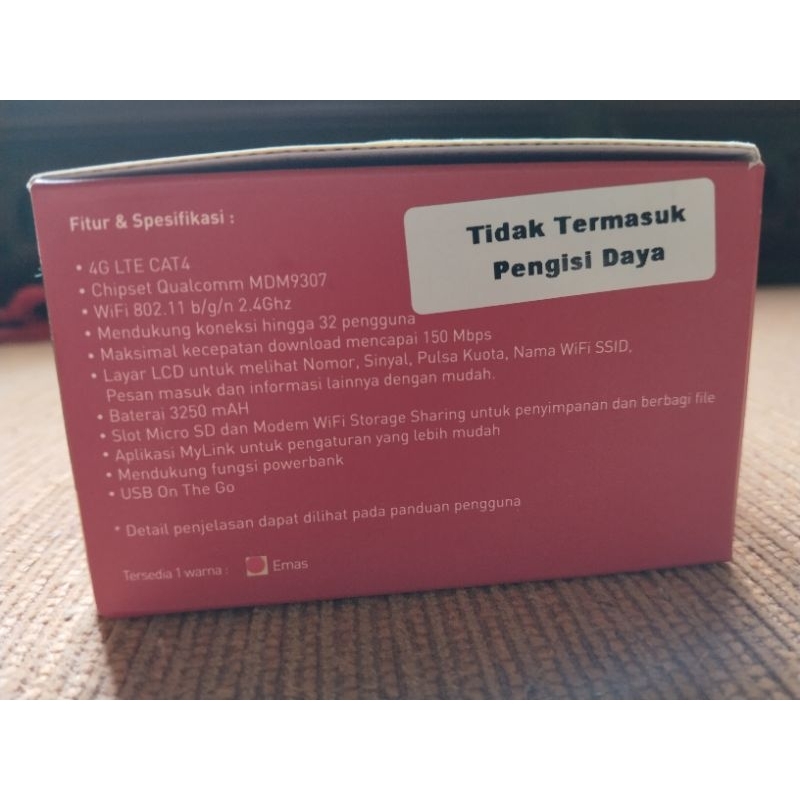 Fitur & Spesifikasi :
Tidak Termasuk
Pengisi Daya
• 4G LTE CAT4
• Chipset Qualcomm MDM9307
• WiFi 802.11 b/g/n 2.4Ghz
• Mendukung koneksi hingga 32 pengguna
• Maksimal kecepatan download mencapai 150 Mbps
• Layar LCD untuk melihat Nomor, Sinyal, Pulsa Kuota, Nama WiFi SSID,
Pesan masuk dan informasi lainnya dengan mudah.
• Baterai 3250 mAH
• Slot Micro SD dan Modem WiFi Storage Sharing untuk penyimpanan dan berbagi file
• Aplikasi MyLink untuk pengaturan yang lebih mudah
• Mendukung fungsi powerbank
• USB On The Go
* Detail penjelasan dapat dilihat pada panduan pengguna
Tersedia 1 warna : Emas